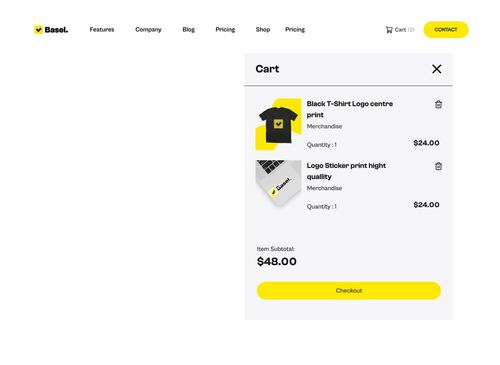 Basel.
Features
Company
Blog
Pricing
Shop
Pricing
Cart (2)
CONTACT
Cart
Black T-Shirt Logo centre
print
Merchandise
Quantity : 1
$24.00
Logo Sticker print hight
quallity
Basel.
Merchandise
Quantity : 1
$24.00
Item Subtotal:
$48.00
Checkout